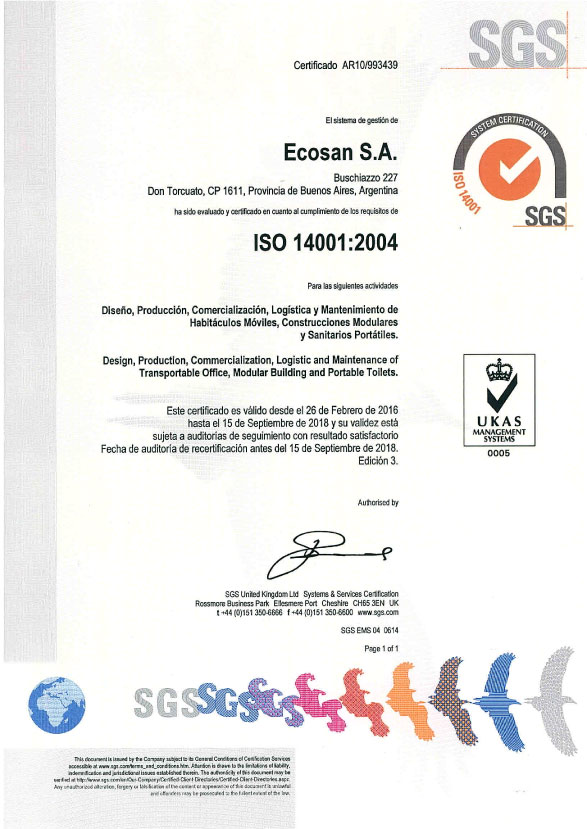 SGS
Certificado AR10/993439
El sistema de gestión de
Ecosan S.A.
Buschiazzo 227
Don Torcuato, CP 1611, Provincia de Buenos Aires, Argentina
ha sido evaluado y certificado en cuanto al cumplimiento de los requisitos de
ISO 14001:2004
SYSTEM CERTIFICATION
ISO 14001
SGS
Para las siguientes actividades
Diseño, Producción, Comercialización, Logística y Mantenimiento de
Habitáculos Móviles, Construcciones Modulares
y Sanitarios Portátiles.
Design, Production, Commercialization, Logistic and Maintenance of
Transportable Office, Modular Building and Portable Toilets.
Este certificado es válido desde el 26 de Febrero de 2016
hasta el 15 de Septiembre de 2018 y su validez está
sujeta a auditorias de seguimiento con resultado satisfactorio
Fecha de auditoria de recertificación antes del 15 de Septiembre de 2018.
Edición 3.
UKAS
MANAGEMENT
SYSTEMS
0005
Authorised by
SGS United Kingdom Ltd Systems & Services Certification
Rossmore Business Park Ellesmere Port Cheshire CH65 3EN UK
t +44 (0)151 350-6666 f +44 (0)151 350-6600 www.sgs.com
SGS EMS 04 0614
Page 1 of 1
SGS SGS SGS SGS
This document is issued by the Company subject to its General Conditions of Certification Services
accessible at www.sgs.com/terms_and_conditions.htm. Attention is drawn to the limitations of liability,
indemnification and jurisdictional issues established therein. The authenticity of this document may be
verified at http://www.sgs.com/en/Our-Company/Certified-Client-Directories/Certified-Client-Directories.aspx.
Any unauthorized alteration, forgery or falsification of the content or appearance of this document is unlawful
and offenders may be prosecuted to the fullest extent of the law.